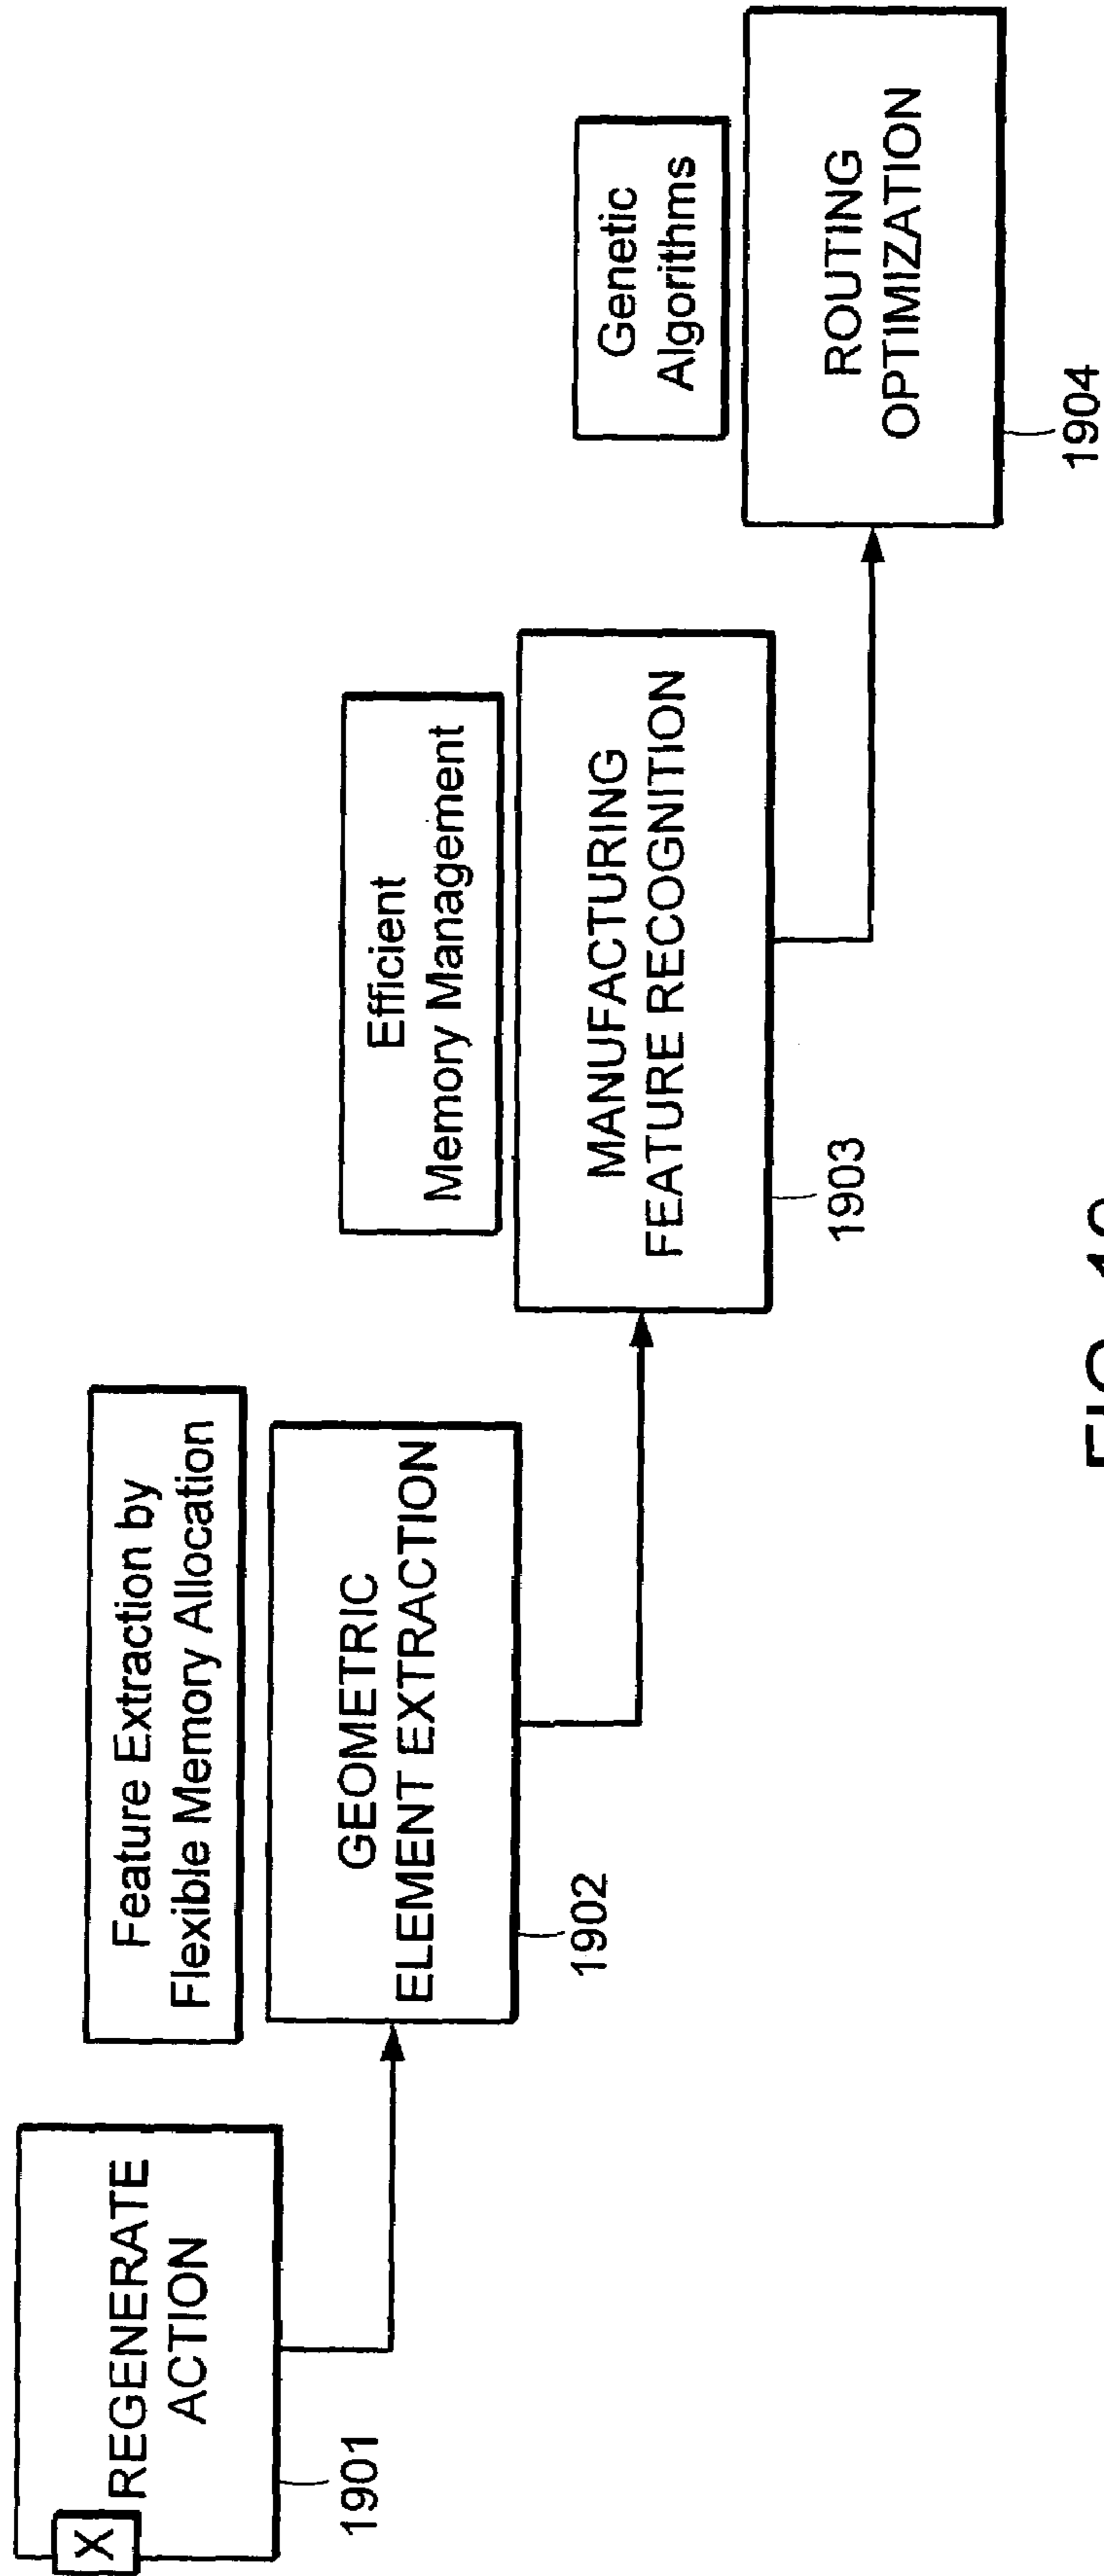 X
REGENERATE
ACTION
1901
Feature Extraction by
Flexible Memory Allocation
GEOMETRIC
ELEMENT EXTRACTION
1902
Efficient
Memory Management
MANUFACTURING
FEATURE RECOGNITION
1903
Genetic
Algorithms
ROUTING
OPTIMIZATION
1904
FIG